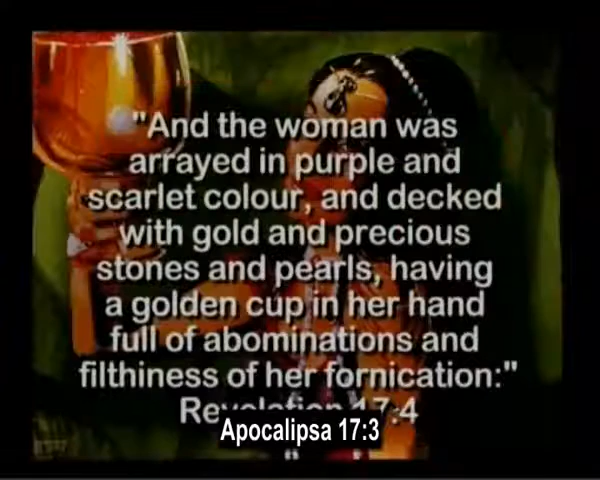 "And the woman was
arrayed in purple and
scarlet colour, and decked
with gold and precious
stones and pearls, having
a golden cup in her hand
full of abominations and
filthiness of her fornication:"
Revelation 17:4
Apocalipsa 17:3